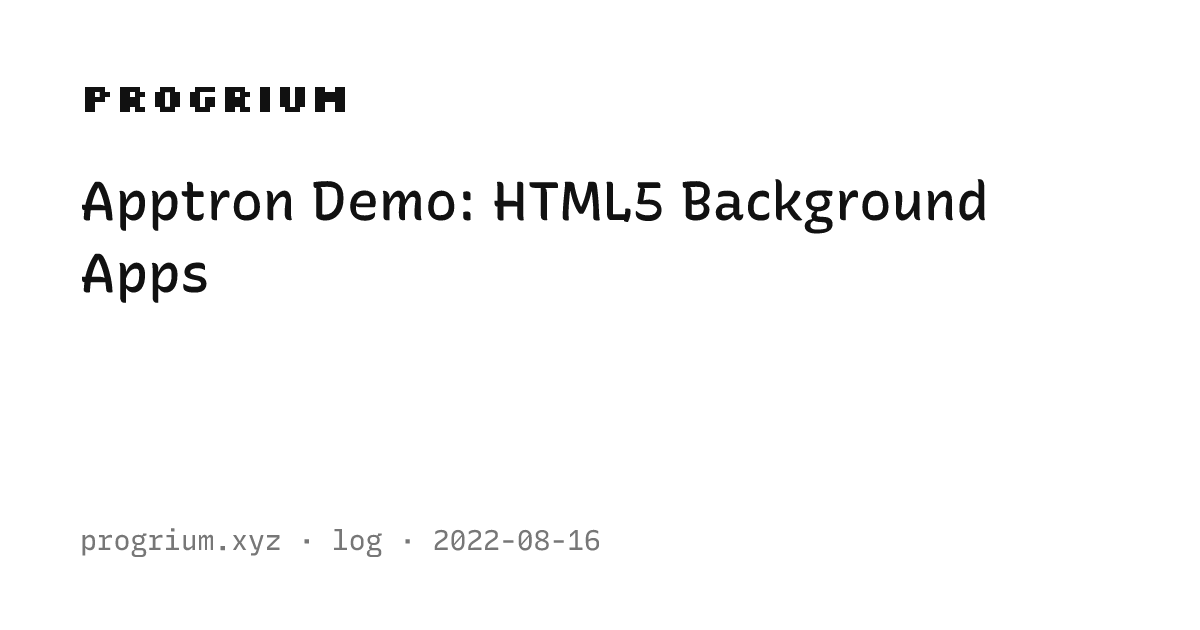 PROGRIUM
Apptron Demo: HTML5 Background
Apps
progrium.xyz · log · 2022-08-16